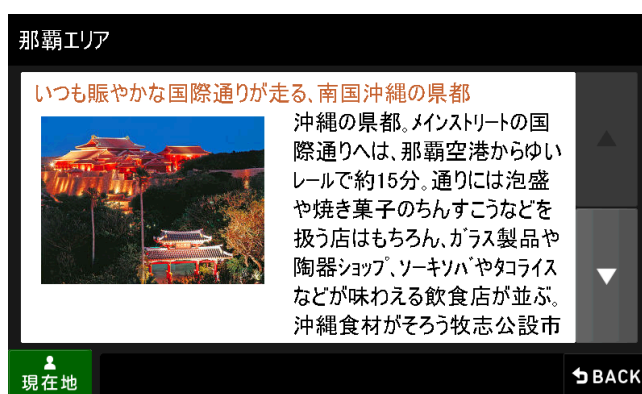 那覇エリア
いつも賑やかな国際通りが走る、南国沖縄の県都
沖縄の県都。メインストリートの国
際通りへは、那覇空港からゆい
レールで約15分。通りには泡盛
や焼き菓子のちんすこうなどを
扱う店はもちろん、ガラス製品や
陶器ショップ、ソーキソバやタコライス
などが味わえる飲食店が並ぶ。
沖縄食材がそろう牧志公設市
現在地
BACK